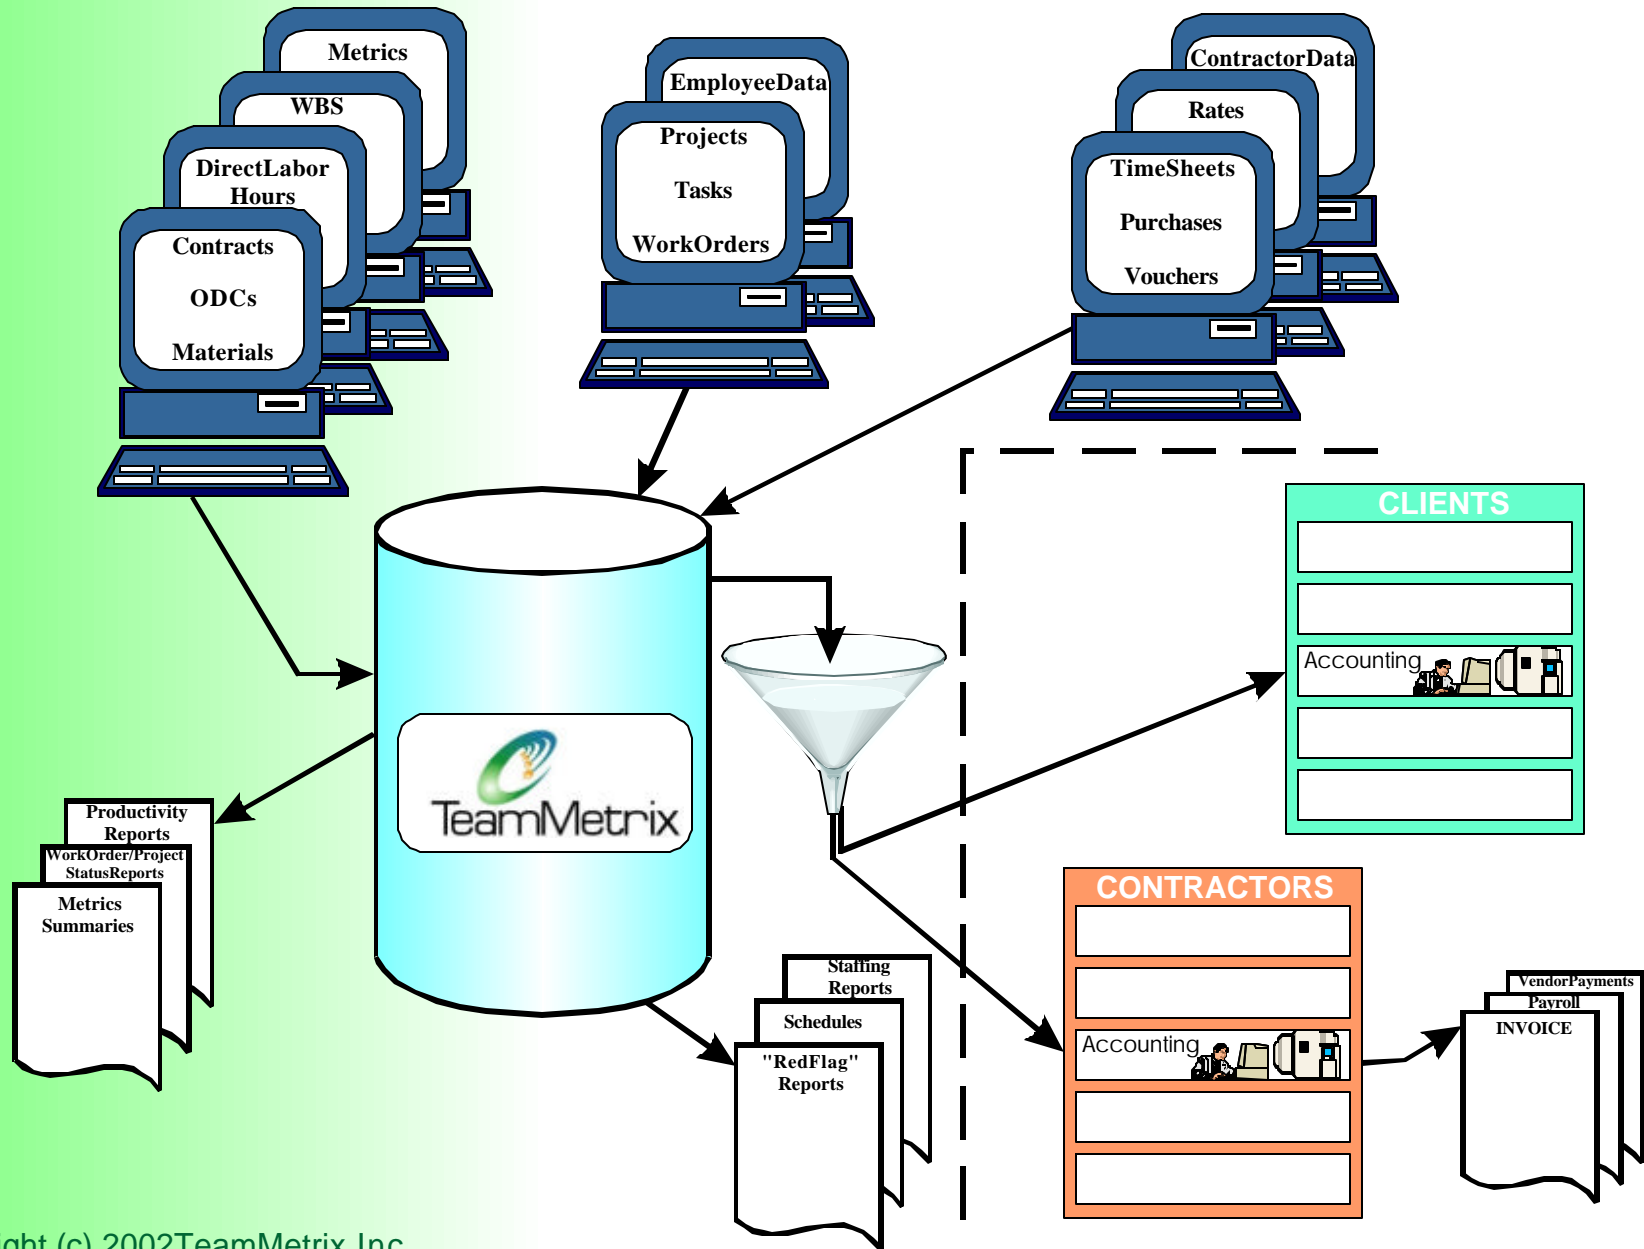 Metrics
WBS
DirectLabor
Hours
Contracts
ODCs
Materials
EmployeeData
Projects
Tasks
WorkOrders
ContractorData
Rates
TimeSheets
Purchases
Vouchers
CLIENTS
Accounting
TeamMetrix
Productivity
Reports
WorkOrder/Project
StatusReports
Metrics
Summaries
Staffing
Reports
Schedules
"RedFlag"
Reports
CONTRACTORS
Accounting
VendorPayments
Payroll
INVOICE
ight (c) 2002TeamMetrix Inc